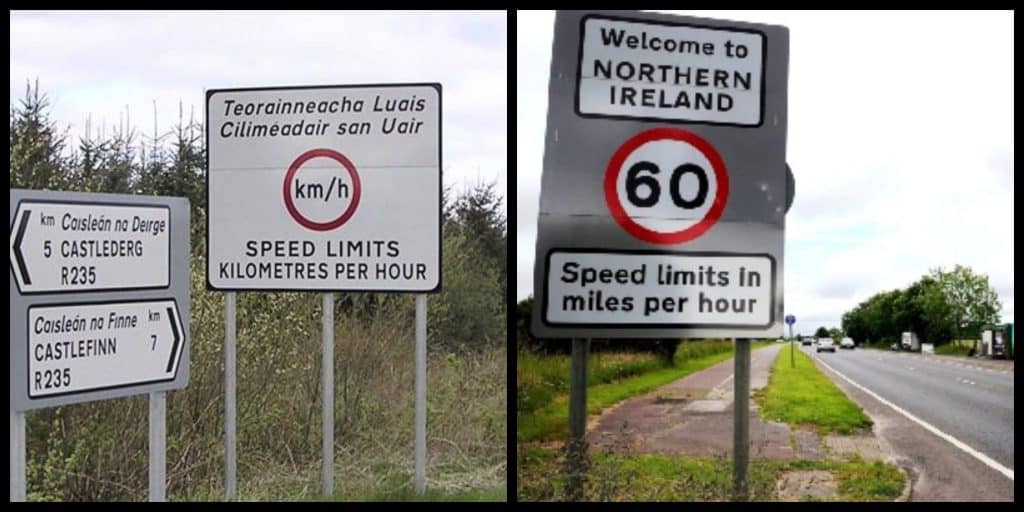 km Caisleán na Deirge
5 CASTLEDERG
R235
Caisleán na Finne km
CASTLEFINN 7
R235
Teorainneacha Luais
Ciliméadair san Uair
km/h
SPEED LIMITS
KILOMETRES PER HOUR
Welcome to
NORTHERN
IRELAND
60
Speed limits in
miles per hour